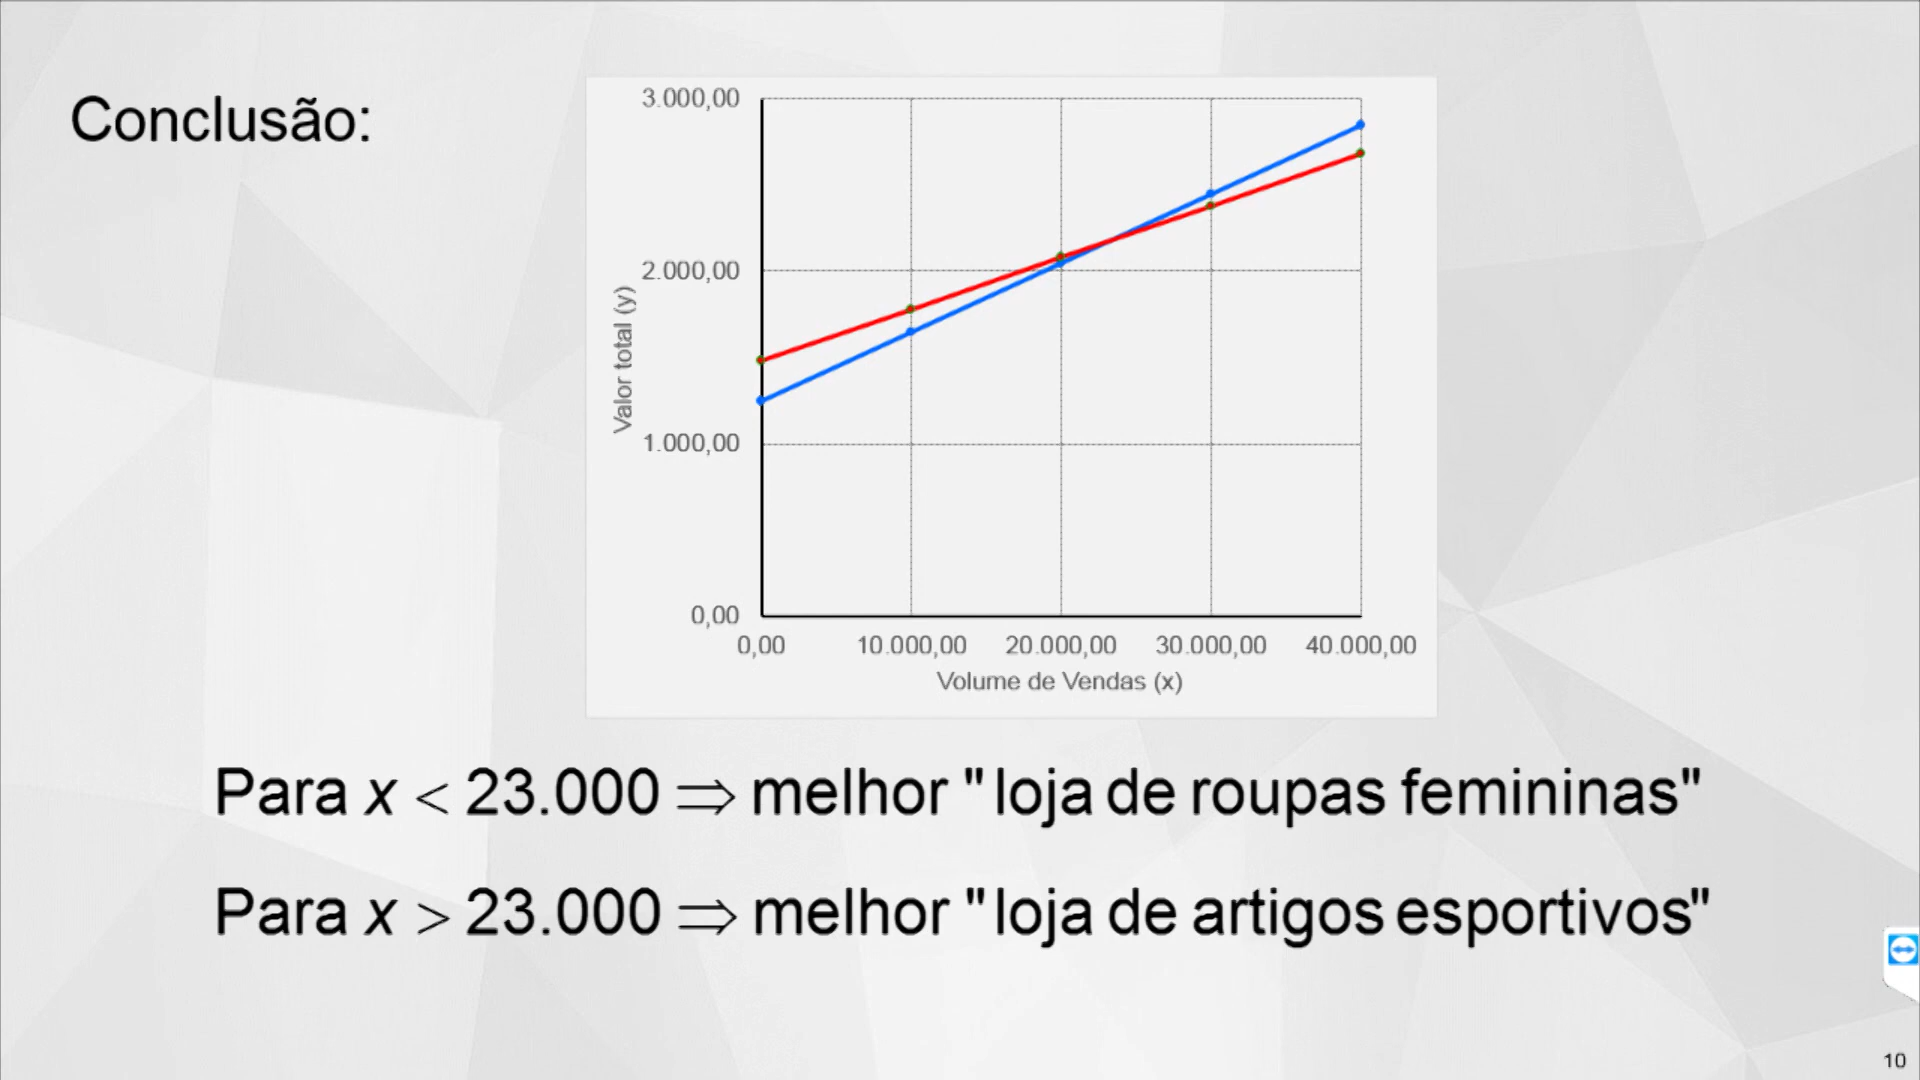 Conclusão:
3.000,00
2.000,00
1.000,00
0,00
Valor total (y)
0,00 10.000,00 20.000,00 30.000,00 40.000,00
Volume de Vendas (x)
Para x < 23.000 ⇒ melhor "loja de roupas femininas"
Para x > 23.000 ⇒ melhor "loja de artigos esportivos"
10